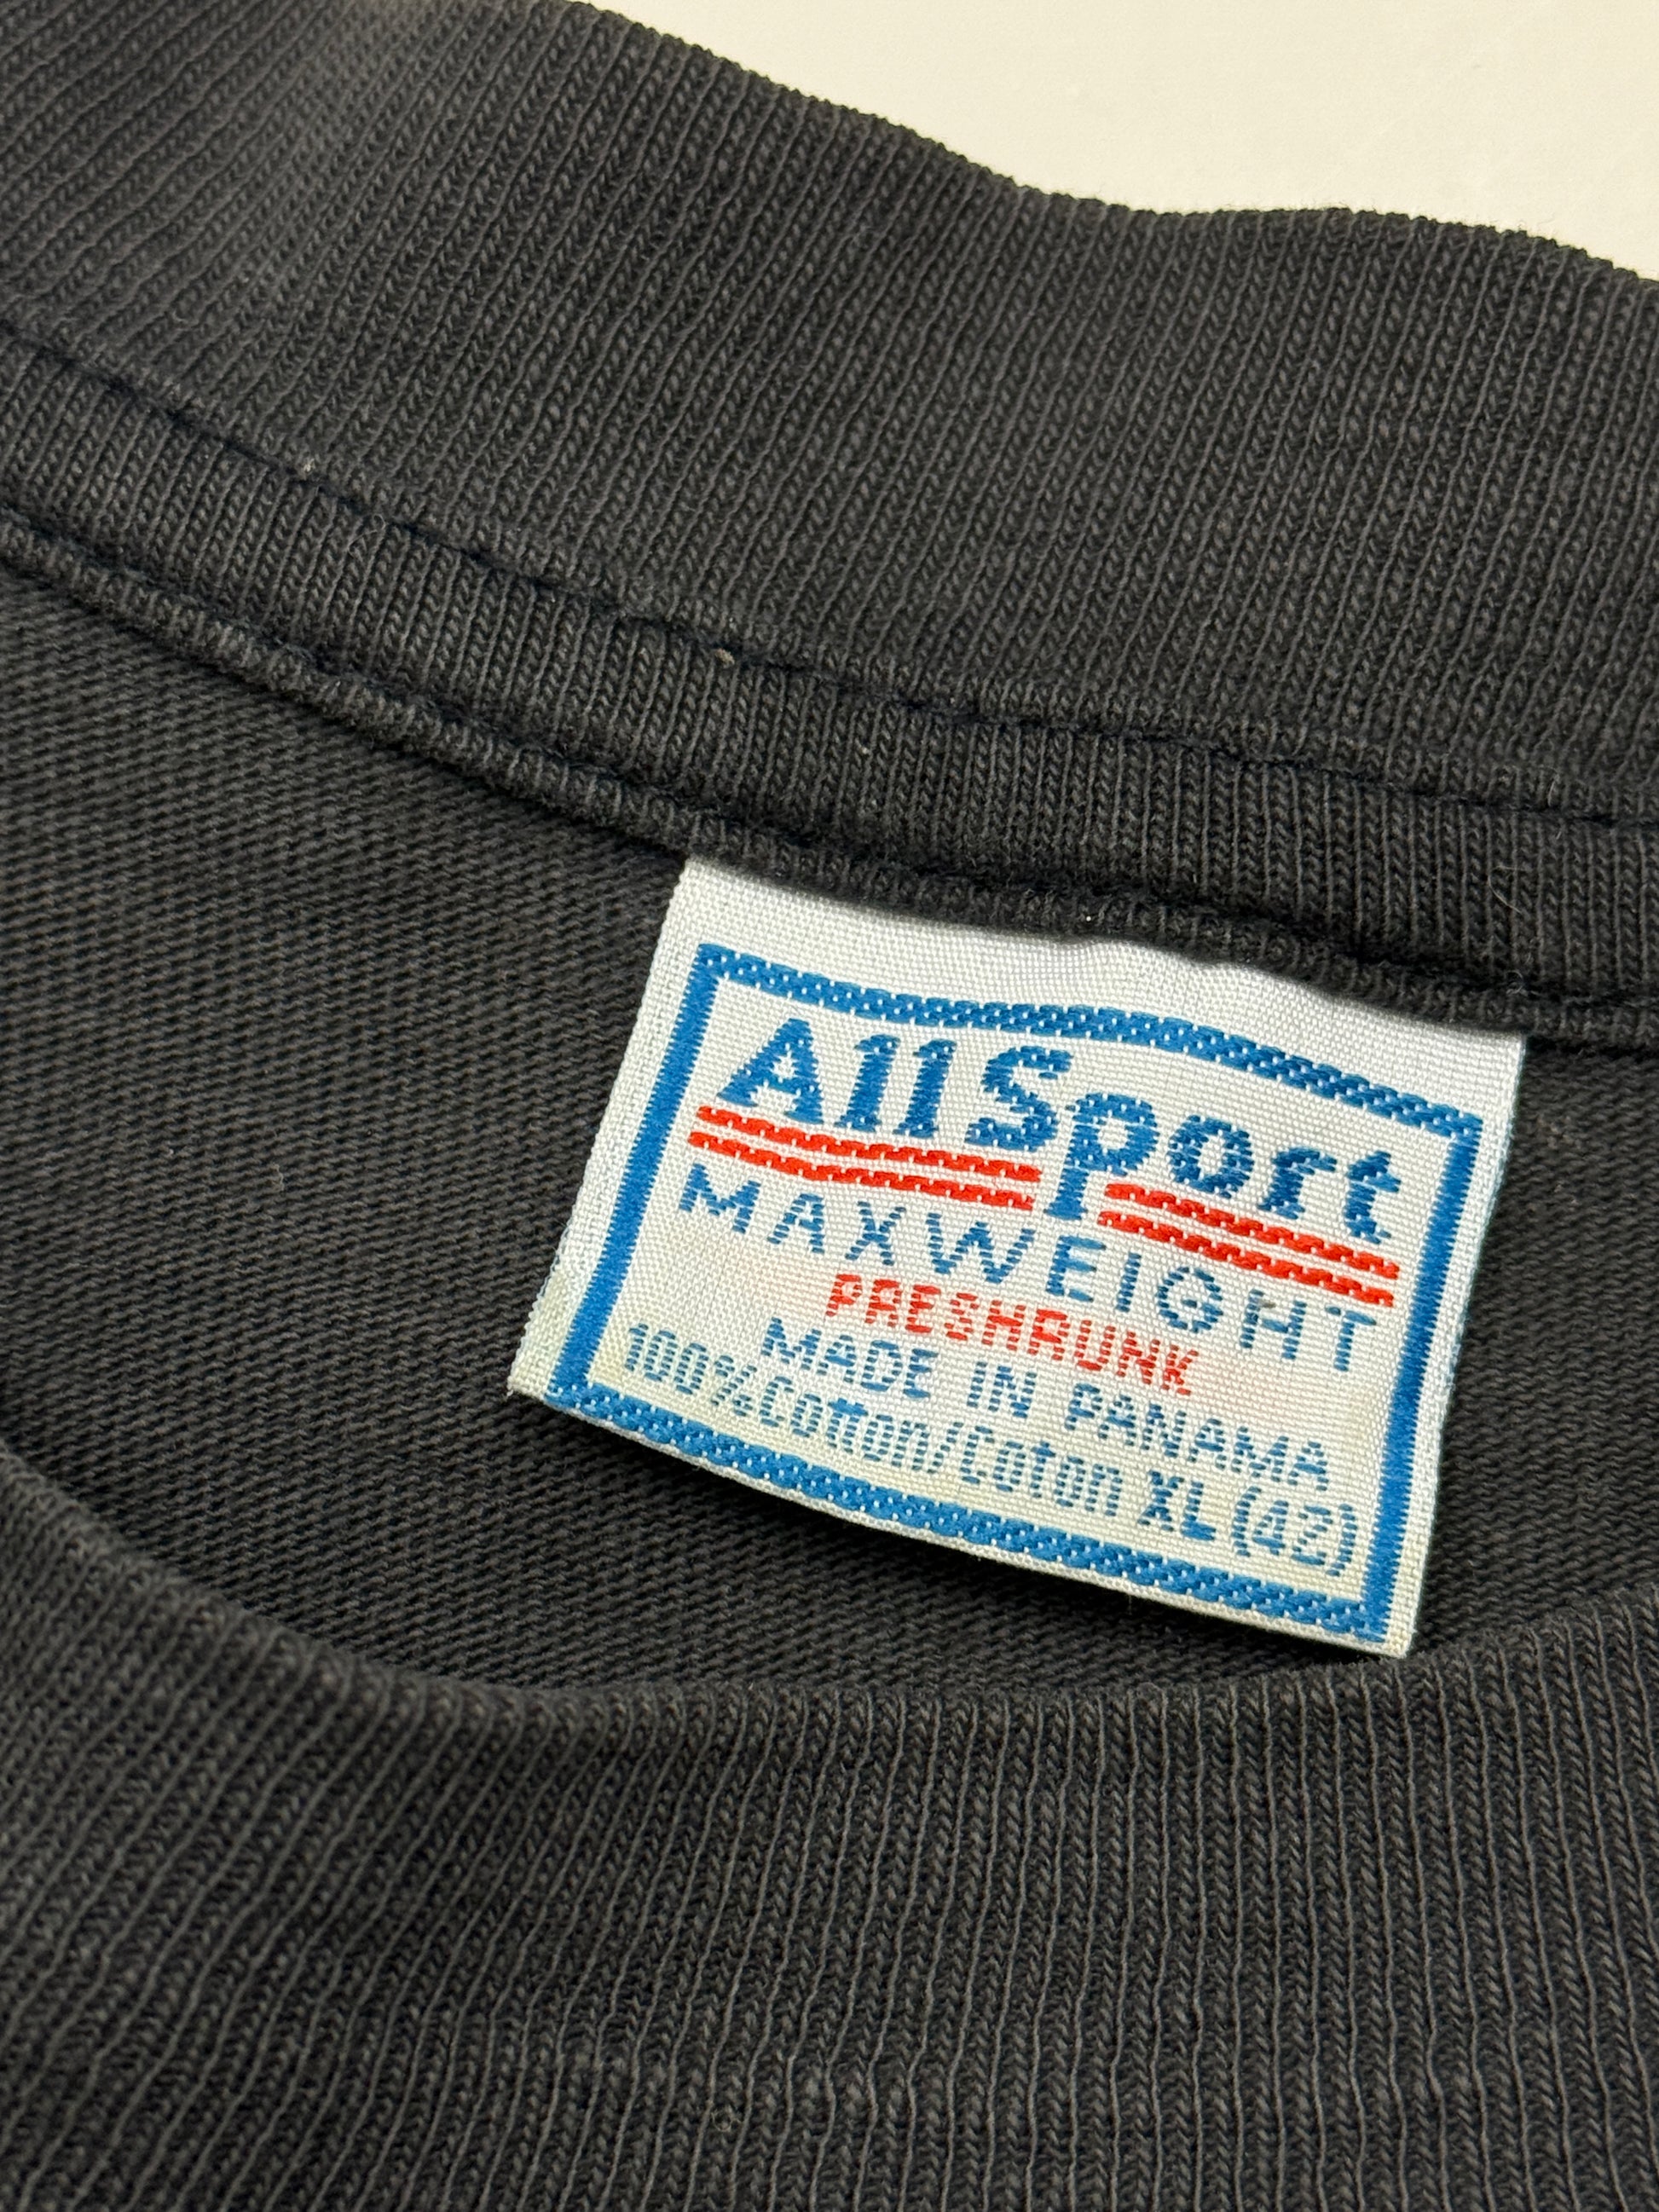 AllSport
MAXWEIGHT
PRESHRUNK
MADE IN PANAMA
100%Cotton/Coton XL (42)